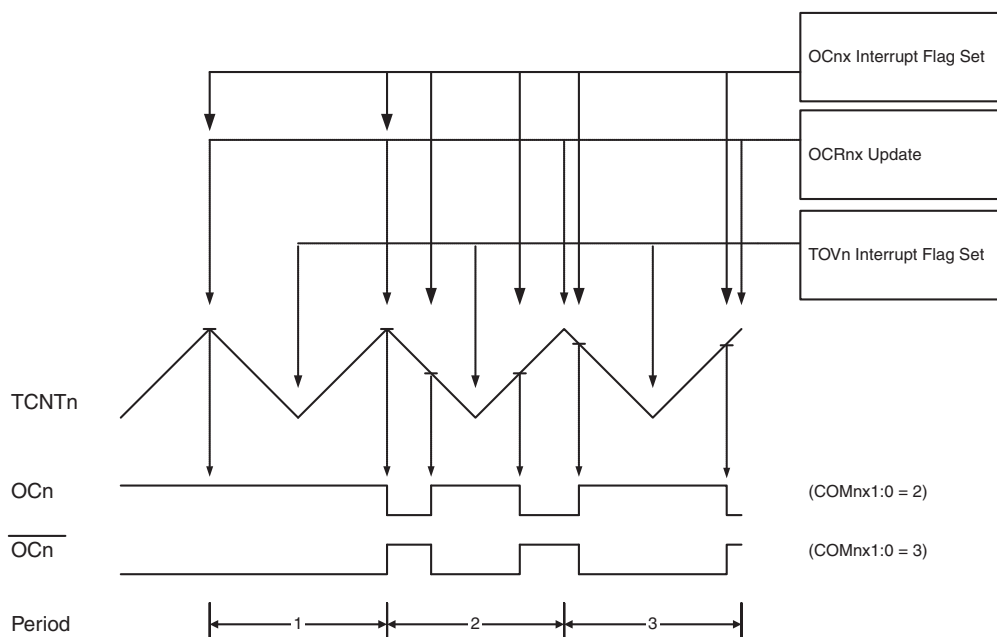 OCnx Interrupt Flag Set
OCRnx Update
TOVn Interrupt Flag Set
TCNTn
OCn
(COMnx1:0 = 2)
OCn
(COMnx1:0 = 3)
Period
1
2
3